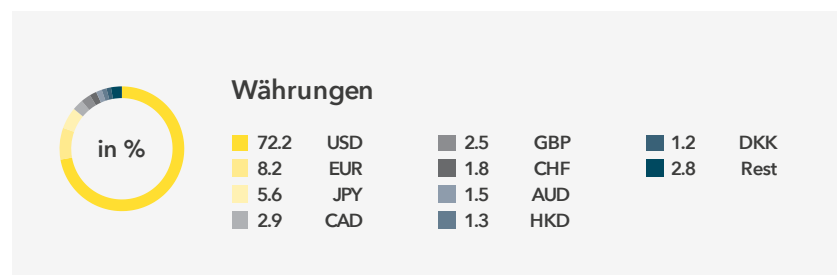 Währungen
in %
72.2 USD
8.2 EUR
5.6 JPY
2.9 CAD
2.5 GBP
1.8 CHF
1.5 AUD
1.3 HKD
1.2 DKK
2.8 Rest